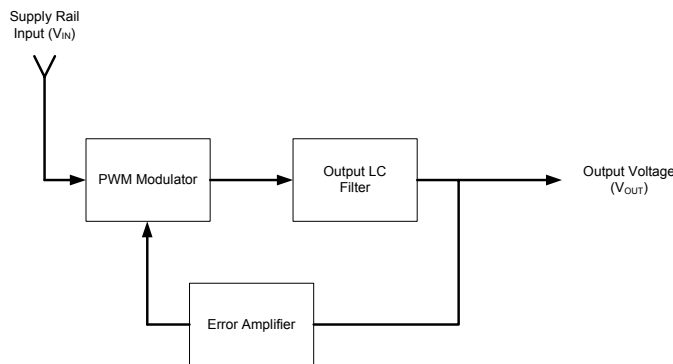 Supply Rail
Input (VIN)
PWM Modulator
Output LC
Filter
Output Voltage
(VOUT)
Error Amplifier